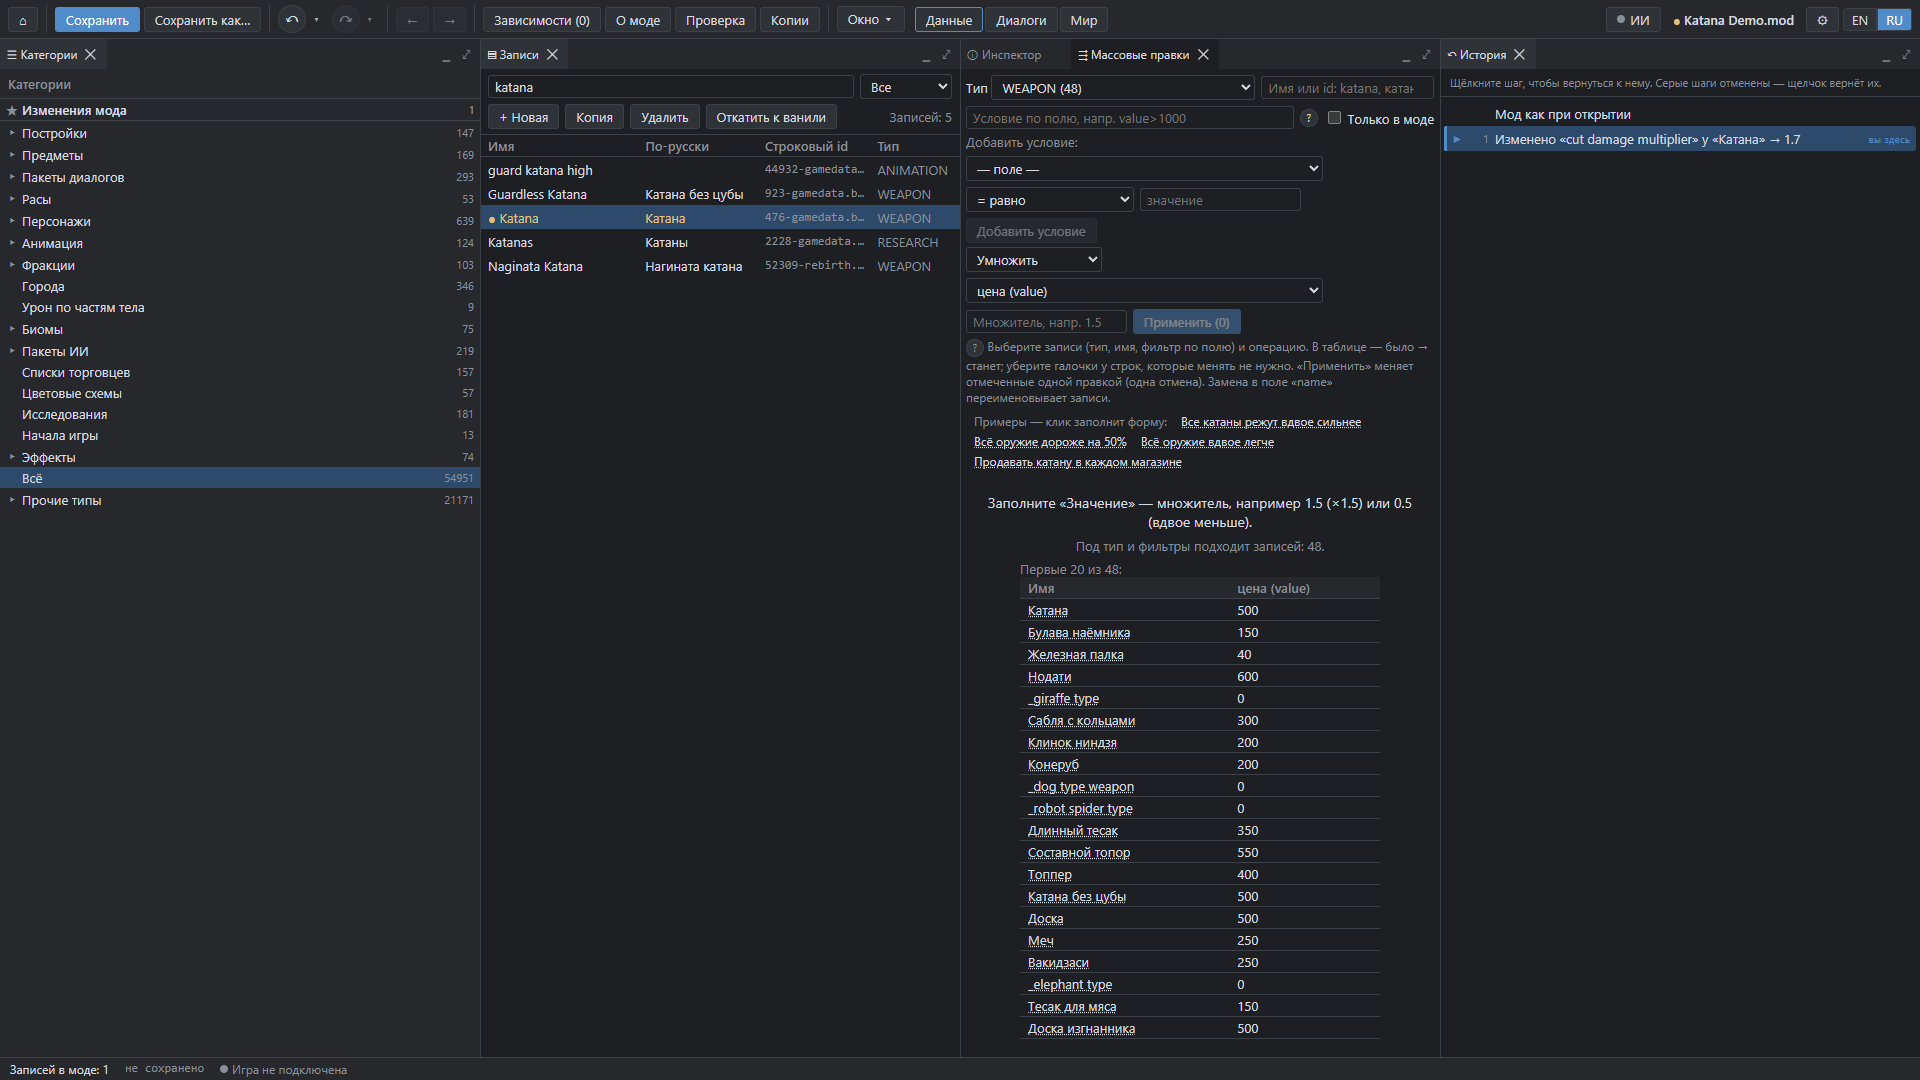 Сохранить Сохранить как... Зависимости (0) О моде Проверка Копии Окно Данные Диалоги Мир ИИ Katana Demo.mod EN RU
Категории
Категории
Изменения мода 1
Постройки 147
Предметы 169
Пакеты диалогов 293
Расы 53
Персонажи 639
Анимация 124
Фракции 103
Города 346
Урон по частям тела 9
Биомы 75
Пакеты ИИ 219
Списки торговцев 157
Цветовые схемы 57
Исследования 181
Начала игры 13
Эффекты 74
Всё 54951
Прочие типы 21171
Записи
katana Все
+ Новая Копия Удалить Откатить к ванили Записей: 5
Имя По-русски Строковый id Тип
guard katana high 44932-gamedata... ANIMATION
Guardless Katana Катана без цубы 923-gamedata.b... WEAPON
Katana Катана 476-gamedata.b... WEAPON
Katanas Катаны 2228-gamedata.... RESEARCH
Naginata Katana Нагината катана 52309-rebirth.... WEAPON
Инспектор Массовые правки
Тип WEAPON (48) Имя или id: katana, катан
Условие по полю, напр. value>1000 ? Только в моде
Добавить условие:
— поле —
= равно значение
Добавить условие
Умножить
цена (value)
Множитель, напр. 1.5 Применить (0)
? Выберите записи (тип, имя, фильтр по полю) и операцию. В таблице — было →
станет; уберите галочки у строк, которые менять не нужно. «Применить» меняет
отмеченные одной правкой (одна отмена). Замена в поле «name»
переименовывает записи.
Примеры — клик заполнит форму: Все катаны режут вдвое сильнее
Всё оружие дороже на 50% Всё оружие вдвое легче
Продавать катану в каждом магазине
Заполните «Значение» — множитель, например 1.5 (×1.5) или 0.5
(вдвое меньше).
Под тип и фильтры подходит записей: 48.
Первые 20 из 48:
Имя цена (value)
Катана 500
Булава наёмника 150
Железная палка 40
Нодати 600
_giraffe type 0
Сабля с кольцами 300
Клинок ниндзя 200
Конеруб 200
_dog type weapon 0
_robot spider type 0
Длинный тесак 350
Составной топор 550
Топпер 400
Катана без цубы 500
Доска 500
Меч 250
Вакидзаси 250
_elephant type 0
Тесак для мяса 150
Доска изгнанника 500
История
Щёлкните шаг, чтобы вернуться к нему. Серые шаги отменены — щелчок вернёт их.
Мод как при открытии
1 Изменено «cut damage multiplier» у «Катана» → 1.7 вы здесь
Записей в моде: 1 не сохранено Игра не подключена